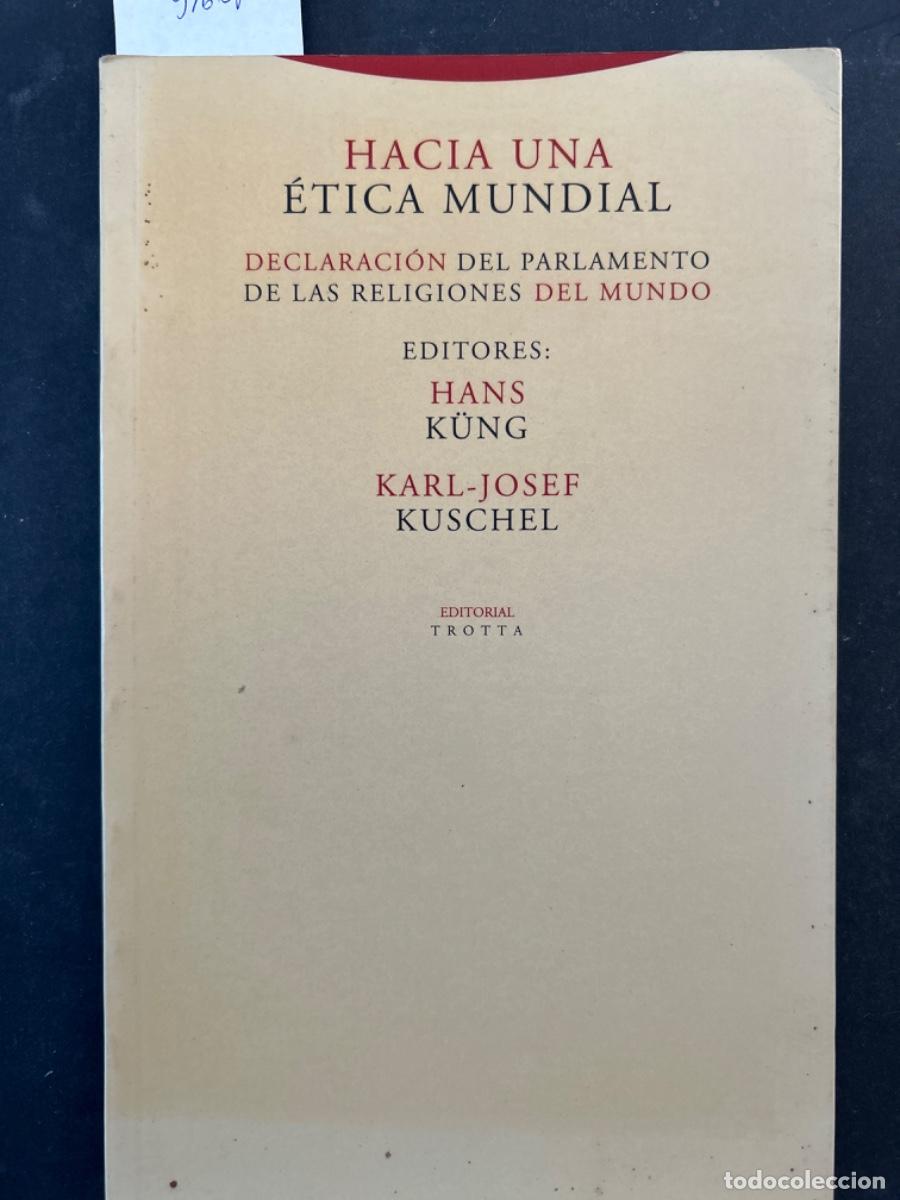 HACIA UNA
ÉTICA MUNDIAL
DECLARACIÓN DEL PARLAMENTO
DE LAS RELIGIONES DEL MUNDO
EDITORES:
HANS
KÜNG
KARL-JOSEF
KUSCHEL
EDITORIAL
TROTTA
todocoleccion